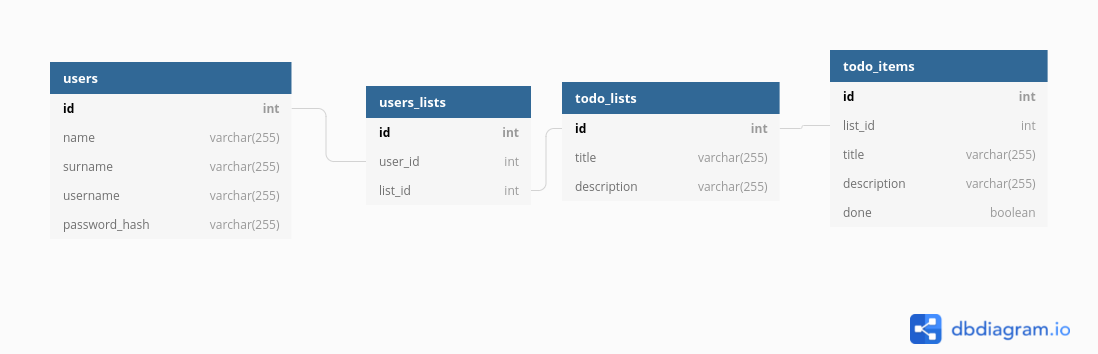 users
id int
name varchar(255)
surname varchar(255)
username varchar(255)
password_hash varchar(255)
users_lists
id int
user_id int
list_id int
todo_lists
id int
title varchar(255)
description varchar(255)
todo_items
id int
list_id int
title varchar(255)
description varchar(255)
done boolean
dbdiagram.io